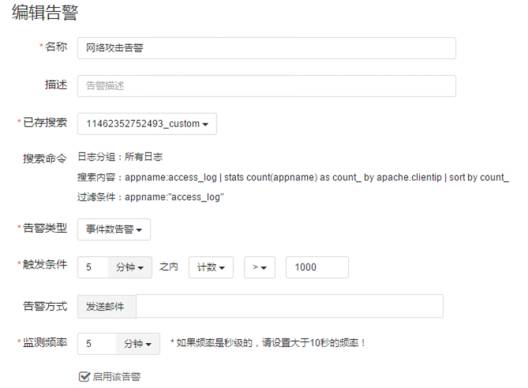 编辑告警
* 名称 网络攻击告警
描述 告警描述
* 已存搜索 11462352752493_custom
搜索命令 日志分组：所有日志
搜索内容：appname:access_log | stats count(appname) as count_ by apache.clientip | sort by count_
过滤条件：appname:"access_log"
* 告警类型 事件数告警
* 触发条件 5 分钟 之内 计数 > 1000
告警方式 发送邮件
* 监测频率 5 分钟 * 如果频率是秒级的，请设置大于10秒的频率！
启用该告警